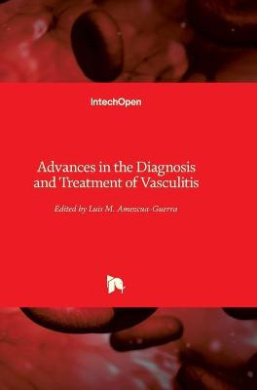 IntechOpen
Advances in the Diagnosis
and Treatment of Vasculitis
Edited by Luis M. Amezcua-Guerra